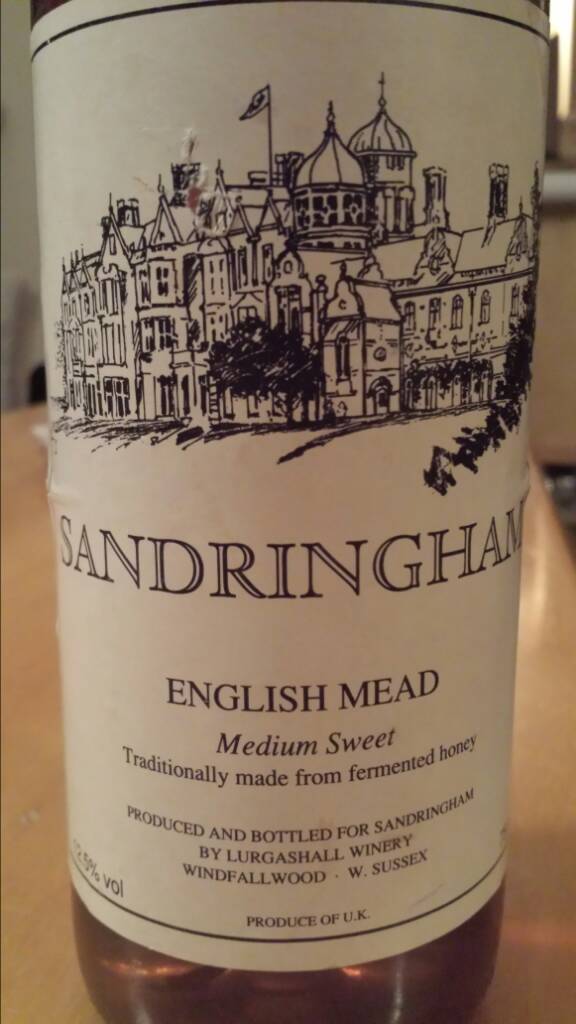 SANDRINGHAM
ENGLISH MEAD
Medium Sweet
Traditionally made from fermented honey
PRODUCED AND BOTTLED FOR SANDRINGHAM
BY LURGASHALL WINERY
WINDFALLWOOD · W. SUSSEX
vol
PRODUCE OF U.K.